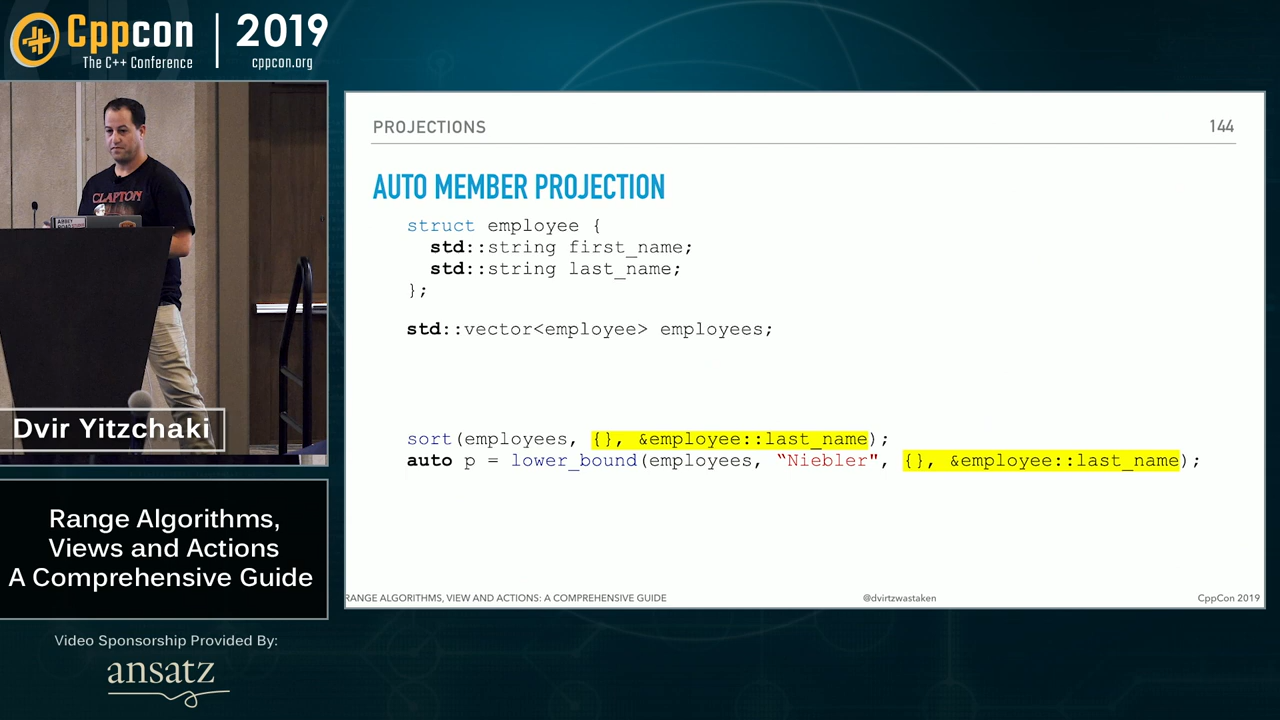 Cppcon | 2019
The C++ Conference cppcon.org
CLAPTON
Dvir Yitzchaki
Range Algorithms,
Views and Actions
A Comprehensive Guide
Video Sponsorship Provided By:
ansatz
PROJECTIONS 144
AUTO MEMBER PROJECTION
struct employee {
std::string first_name;
std::string last_name;
};
std::vector<employee> employees;
sort(employees, {}, &employee::last_name);
auto p = lower_bound(employees, “Niebler", {}, &employee::last_name);
RANGE ALGORITHMS, VIEW AND ACTIONS: A COMPREHENSIVE GUIDE @dvirtzwastaken CppCon 2019